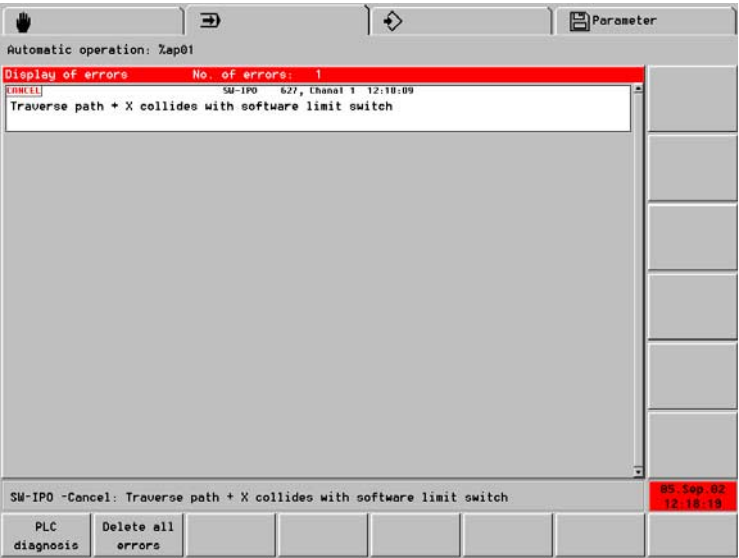 Parameter
Automatic operation: %ap01
Display of errors No. of errors: 1
CANCEL SW-IPO 627, Chanal 1 12:18:09
Traverse path + X collides with software limit switch
SW-IPO -Cancel: Traverse path + X collides with software limit switch
05.Sep.02
12:18:19
PLC diagnosis
Delete all errors